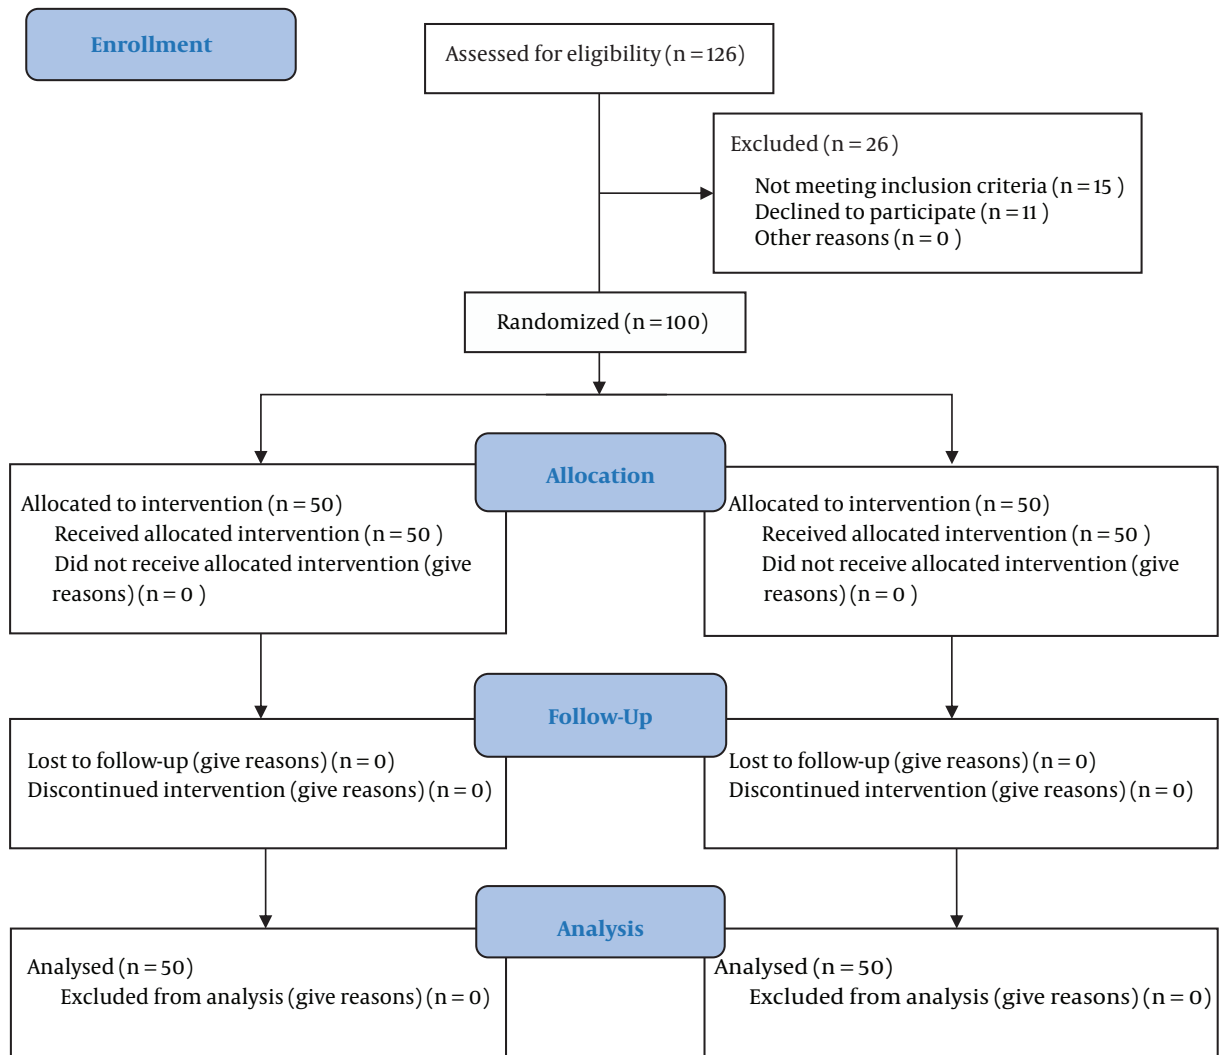 Enrollment
Assessed for eligibility (n = 126)
Excluded (n = 26)
Not meeting inclusion criteria (n = 15 )
Declined to participate (n = 11 )
Other reasons (n = 0 )
Randomized (n = 100)
Allocation
Allocated to intervention (n = 50)
Received allocated intervention (n = 50 )
Did not receive allocated intervention (give
reasons) (n = 0 )
Allocated to intervention (n = 50)
Received allocated intervention (n = 50 )
Did not receive allocated intervention (give
reasons) (n = 0 )
Follow-Up
Lost to follow-up (give reasons) (n = 0)
Discontinued intervention (give reasons) (n = 0)
Lost to follow-up (give reasons) (n = 0)
Discontinued intervention (give reasons) (n = 0)
Analysis
Analysed (n = 50)
Excluded from analysis (give reasons) (n = 0)
Analysed (n = 50)
Excluded from analysis (give reasons) (n = 0)